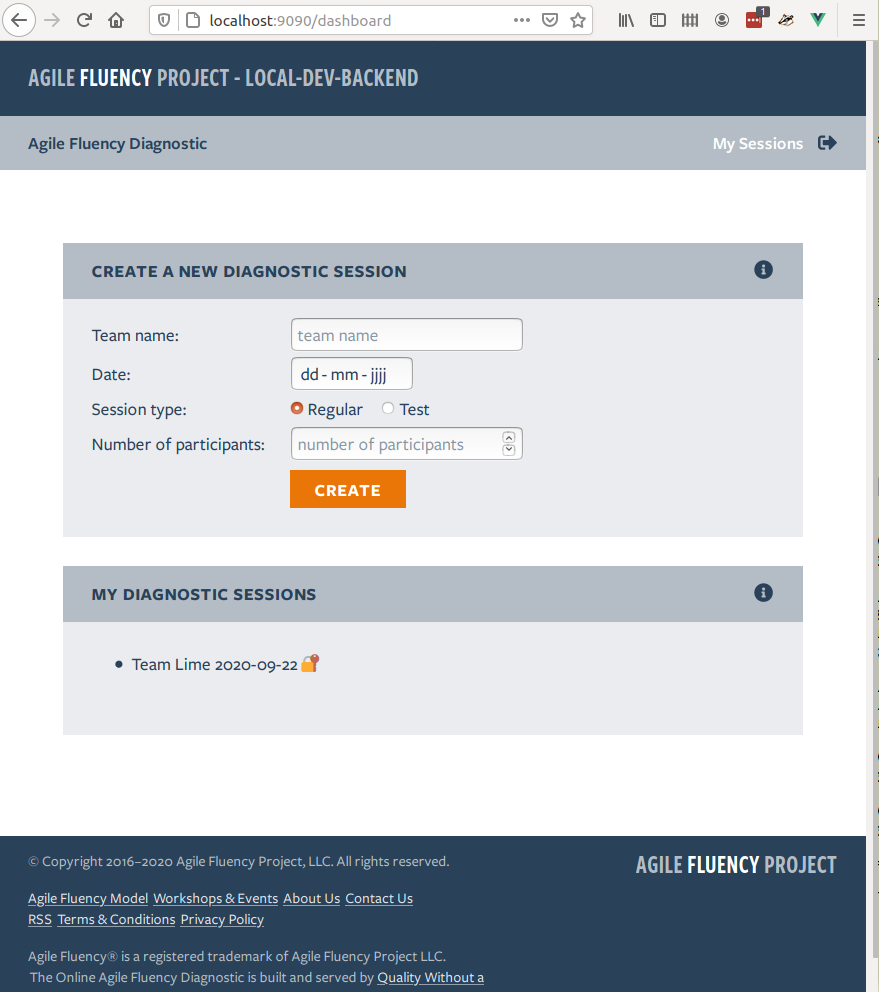 localhost:9090/dashboard
1
AGILE FLUENCY PROJECT - LOCAL-DEV-BACKEND
Agile Fluency Diagnostic My Sessions
CREATE A NEW DIAGNOSTIC SESSION
Team name: team name
Date: dd - mm - jjjj
Session type: Regular Test
Number of participants: number of participants
CREATE
MY DIAGNOSTIC SESSIONS
Team Lime 2020-09-22
© Copyright 2016–2020 Agile Fluency Project, LLC. All rights reserved.
AGILE FLUENCY PROJECT
Agile Fluency Model Workshops & Events About Us Contact Us
RSS Terms & Conditions Privacy Policy
Agile Fluency® is a registered trademark of Agile Fluency Project LLC.
The Online Agile Fluency Diagnostic is built and served by Quality Without a